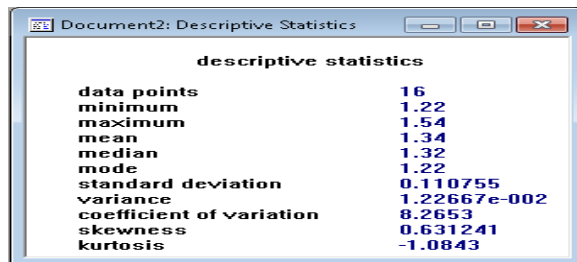 Document2: Descriptive Statistics
descriptive statistics
data points 16
minimum 1.22
maximum 1.54
mean 1.34
median 1.32
mode 1.22
standard deviation 0.110755
variance 1.22667e-002
coefficient of variation 8.2653
skewness 0.631241
kurtosis -1.0843